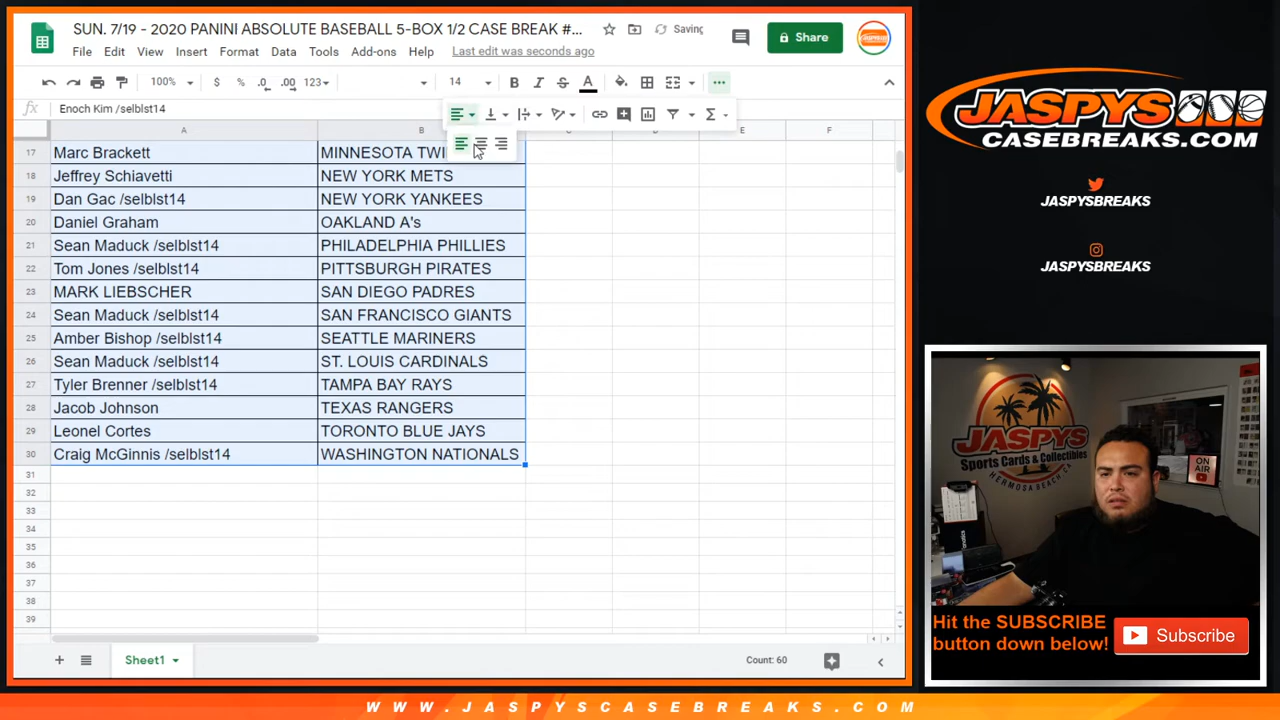 SUN. 7/19 - 2020 PANINI ABSOLUTE BASEBALL 5-BOX 1/2 CASE BREAK #...
Saving
Share
File Edit View Insert Format Data Tools Add-ons Help Last edit was seconds ago
100% $ % .0 .00 123 14 B I S A
fx Enoch Kim /selblst14
A B E F
17 Marc Brackett MINNESOTA TWI
18 Jeffrey Schiavetti NEW YORK METS
19 Dan Gac /selblst14 NEW YORK YANKEES
20 Daniel Graham OAKLAND A's
21 Sean Maduck /selblst14 PHILADELPHIA PHILLIES
22 Tom Jones /selblst14 PITTSBURGH PIRATES
23 MARK LIEBSCHER SAN DIEGO PADRES
24 Sean Maduck /selblst14 SAN FRANCISCO GIANTS
25 Amber Bishop /selblst14 SEATTLE MARINERS
26 Sean Maduck /selblst14 ST. LOUIS CARDINALS
27 Tyler Brenner /selblst14 TAMPA BAY RAYS
28 Jacob Johnson TEXAS RANGERS
29 Leonel Cortes TORONTO BLUE JAYS
30 Craig McGinnis /selblst14 WASHINGTON NATIONALS
31
32
33
34
35
36
37
38
39
Sheet1
Count: 60
JASPYS
CASEBREAKS.COM
JASPYSBREAKS
JASPYSBREAKS
JASPYS
Sports Cards & Collectibles
HERMOSA BEACH, CA
ON AIR
Hit the SUBSCRIBE
button down below!
Subscribe
WWW.JASPYSCASEBREAKS.COM